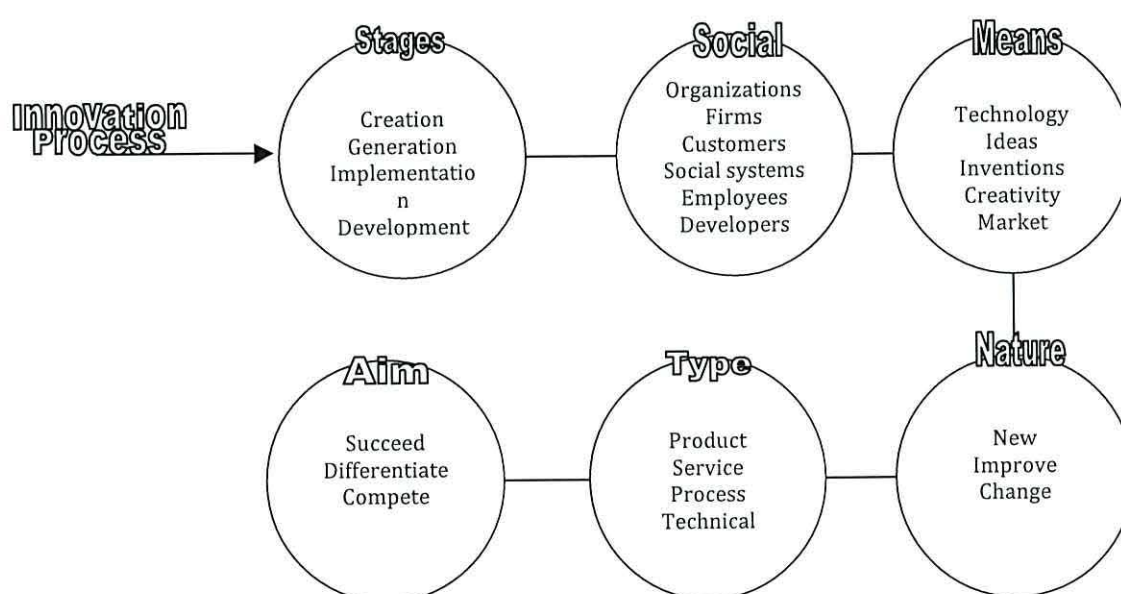 Innovation
Process
Stages
Creation
Generation
Implementatio
n
Development
Social
Organizations
Firms
Customers
Social systems
Employees
Developers
Means
Technology
Ideas
Inventions
Creativity
Market
Nature
New
Improve
Change
Type
Product
Service
Process
Technical
Aim
Succeed
Differentiate
Compete